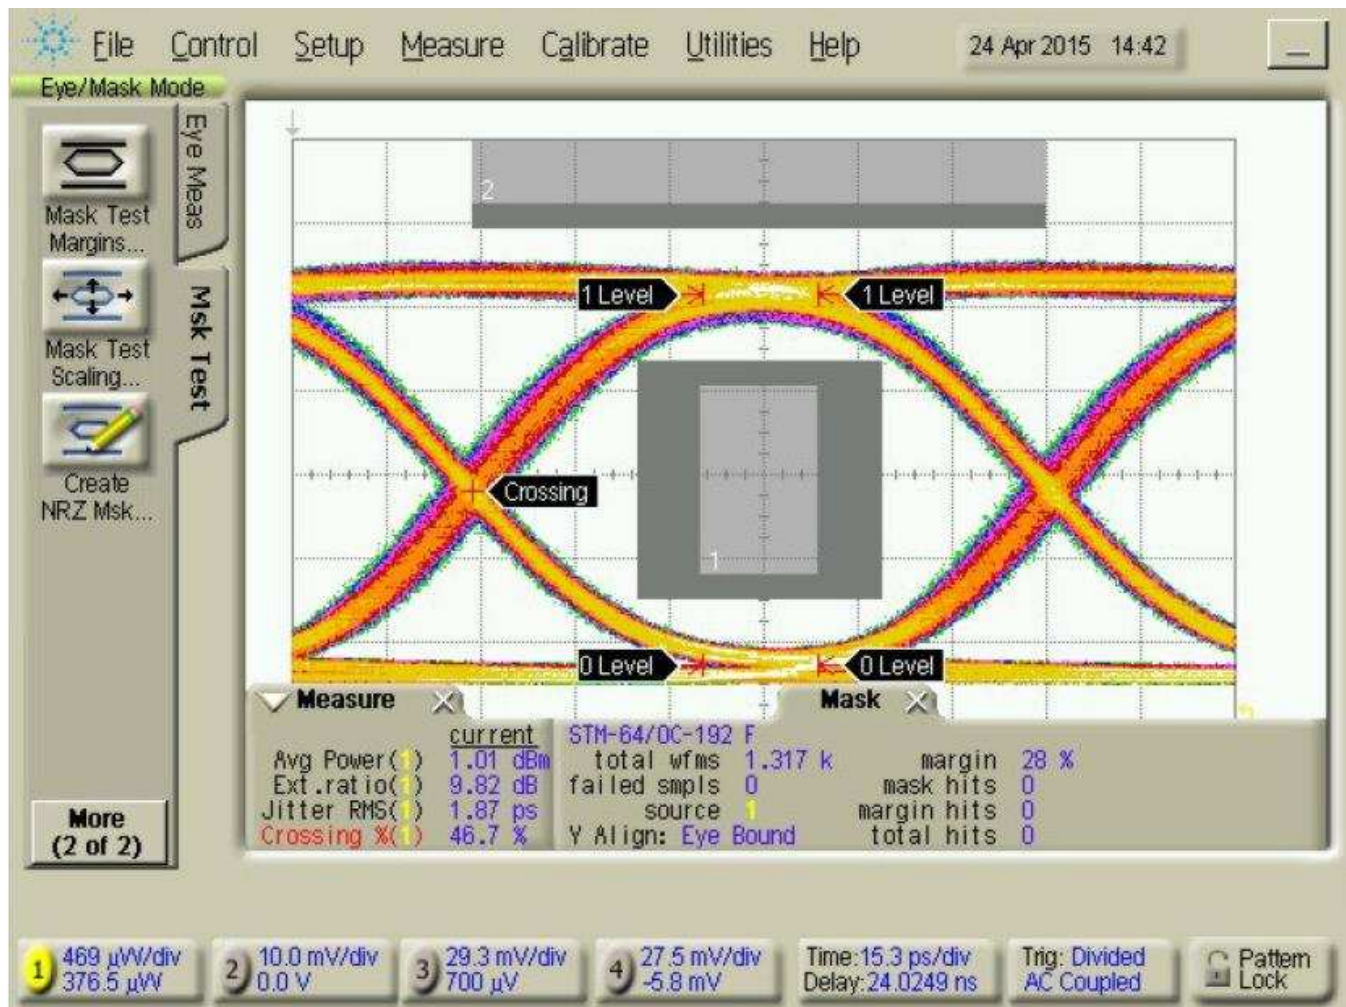 File Control Setup Measure Calibrate Utilities Help 24 Apr 2015 14:42
Eye/Mask Mode
Eye Meas
Msk Test
Mask Test
Margins...
Mask Test
Scaling...
Create
NRZ Msk...
More
(2 of 2)
2
1 Level 1 Level
Crossing
1
0 Level 0 Level
Measure
current
Avg Power(1) 1.01 dBm
Ext.ratio(1) 9.82 dB
Jitter RMS(1) 1.87 ps
Crossing %(1) 46.7 %
Mask
STM-64/OC-192 F
total wfms 1.317 k margin 28 %
failed smpls 0 mask hits 0
source 1 margin hits 0
Y Align: Eye Bound total hits 0
1 469 µW/div
376.5 µW
2 10.0 mV/div
0.0 V
3 29.3 mV/div
700 µV
4 27.5 mV/div
-5.8 mV
Time:15.3 ps/div
Delay:24.0249 ns
Trig: Divided
AC Coupled
Pattern
Lock